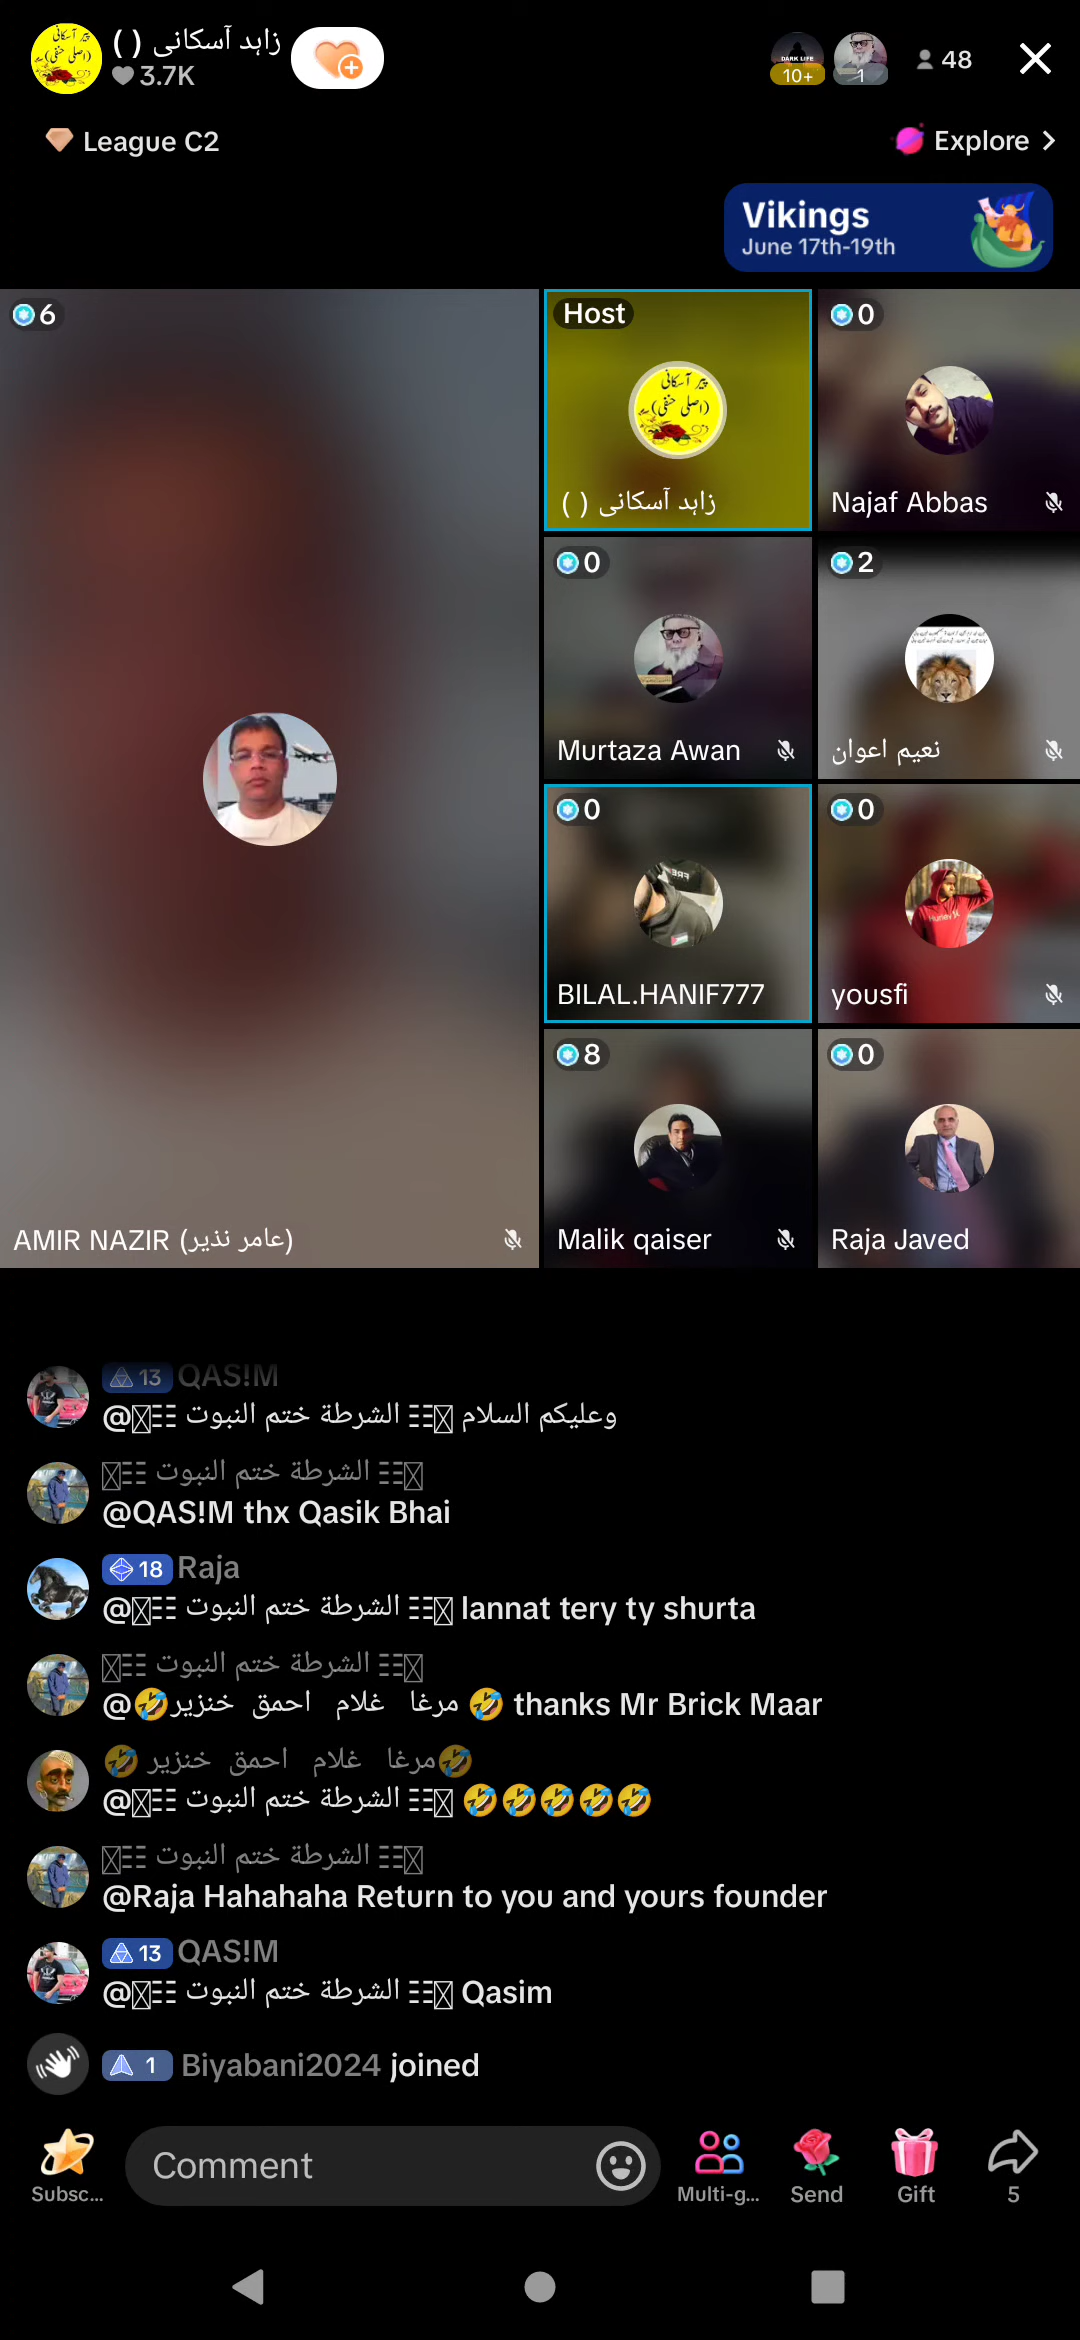 زاہد آسکانی ( )
3.7K
10+
1
48
League C2
Explore
Vikings
June 17th-19th
6
Host
پیر آسکانی
(اصلی حنفی)
زاہد آسکانی ( )
0
Najaf Abbas
0
Murtaza Awan
2
نعیم اعوان
0
BILAL.HANIF777
0
yousfi
8
Malik qaiser
0
Raja Javed
AMIR NAZIR (عامر نذیر)
13 QAS!M
@☷ الشرطة ختم النبوت ☷ وعليكم السلام
☷ الشرطة ختم النبوت ☷
@QAS!M thx Qasik Bhai
18 Raja
@☷ الشرطة ختم النبوت ☷ lannat tery ty shurta
☷ الشرطة ختم النبوت ☷
@🤣مرغا غلام احمق خنزیر 🤣 thanks Mr Brick Maar
🤣مرغا غلام احمق خنزیر 🤣
@☷ الشرطة ختم النبوت ☷ 🤣🤣🤣🤣🤣
☷ الشرطة ختم النبوت ☷
@Raja Hahahaha Return to you and yours founder
13 QAS!M
@☷ الشرطة ختم النبوت ☷ Qasim
1 Biyabani2024 joined
Comment
Subsc...
Multi-g...
Send
Gift
5